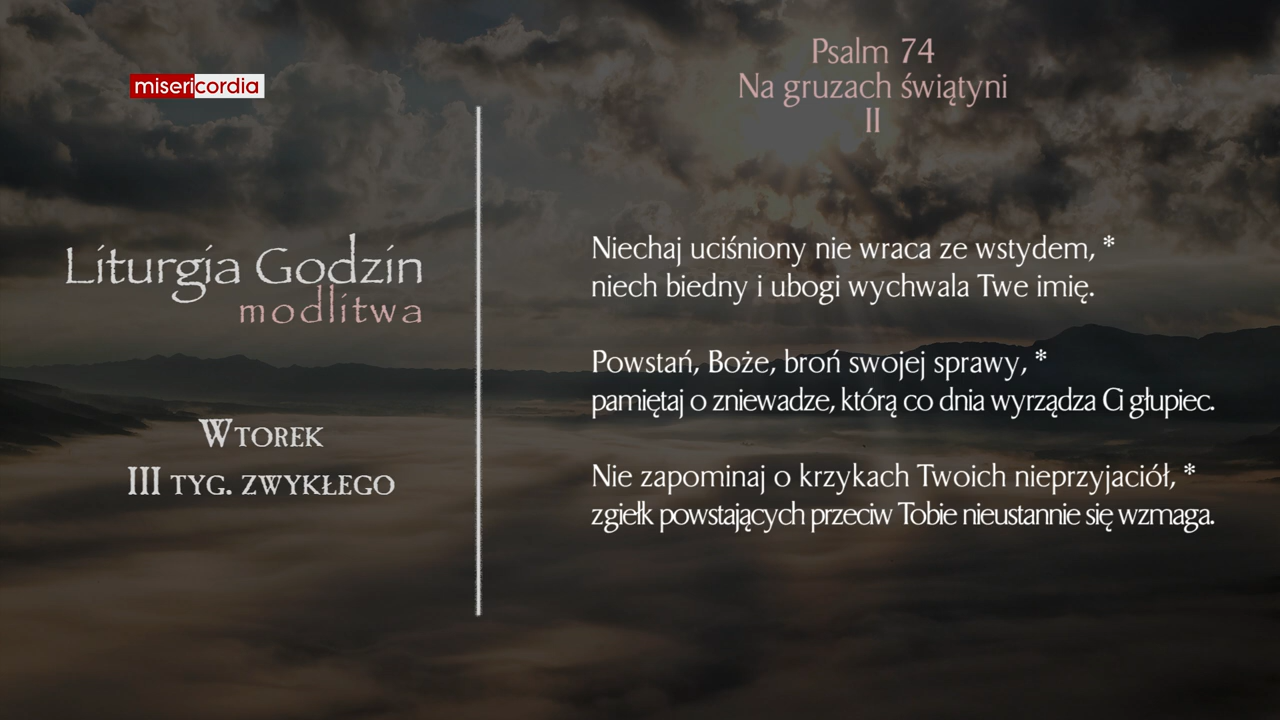 misericordia
Liturgia Godzin
modlitwa
Wtorek
III tyg. zwykłego
Psalm 74
Na gruzach świątyni
II
Niechaj uciśniony nie wraca ze wstydem, *
niech biedny i ubogi wychwala Twe imię.
Powstań, Boże, broń swojej sprawy, *
pamiętaj o zniewadze, którą co dnia wyrządza Ci głupiec.
Nie zapominaj o krzykach Twoich nieprzyjaciół, *
zgiełk powstających przeciw Tobie nieustannie się wzmaga.